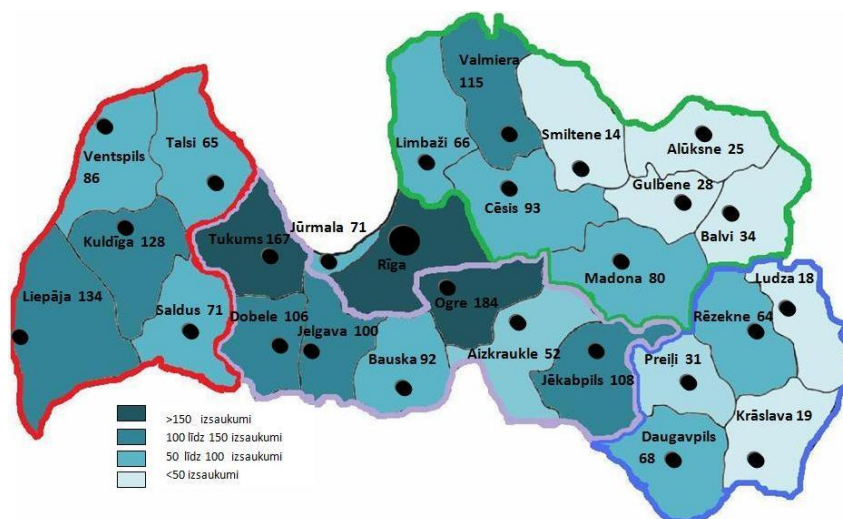 Valmiera
115
Talsi 65
Ventspils
86
Limbaži 66
Smiltene 14
Alūksne 25
Gulbene 28
Cēsis 93
Balvi 34
Kuldīga 128
Jūrmala 71
Tukums 167
Rīga
Madona 80
Ludza 18
Liepāja 134
Saldus 71
Ogre 184
Rēzekne 64
Dobele 106
Jelgava 100
Bauska 92
Aizkraukle 52
Preiļi 31
Jēkabpils 108
Krāslava 19
Daugavpils
68
>150 izsaukumi
100 līdz 150 izsaukumi
50 līdz 100 izsaukumi
<50 izsaukumi